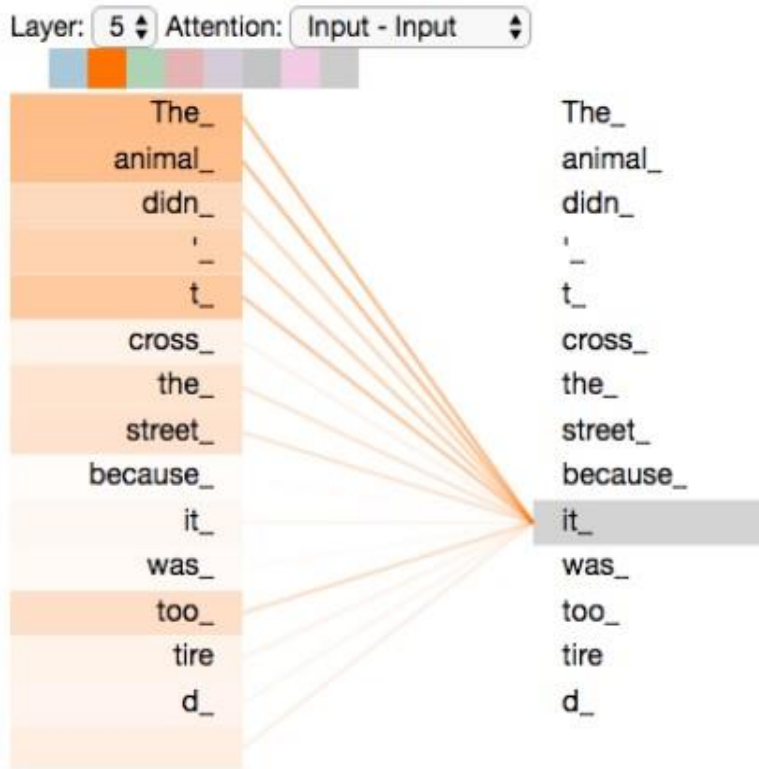 Layer: 5 Attention: Input - Input
The_ The_
animal_ animal_
didn_ didn_
'_ '_
t_ t_
cross_ cross_
the_ the_
street_ street_
because_ because_
it_ it_
was_ was_
too_ too_
tire tire
d_ d_